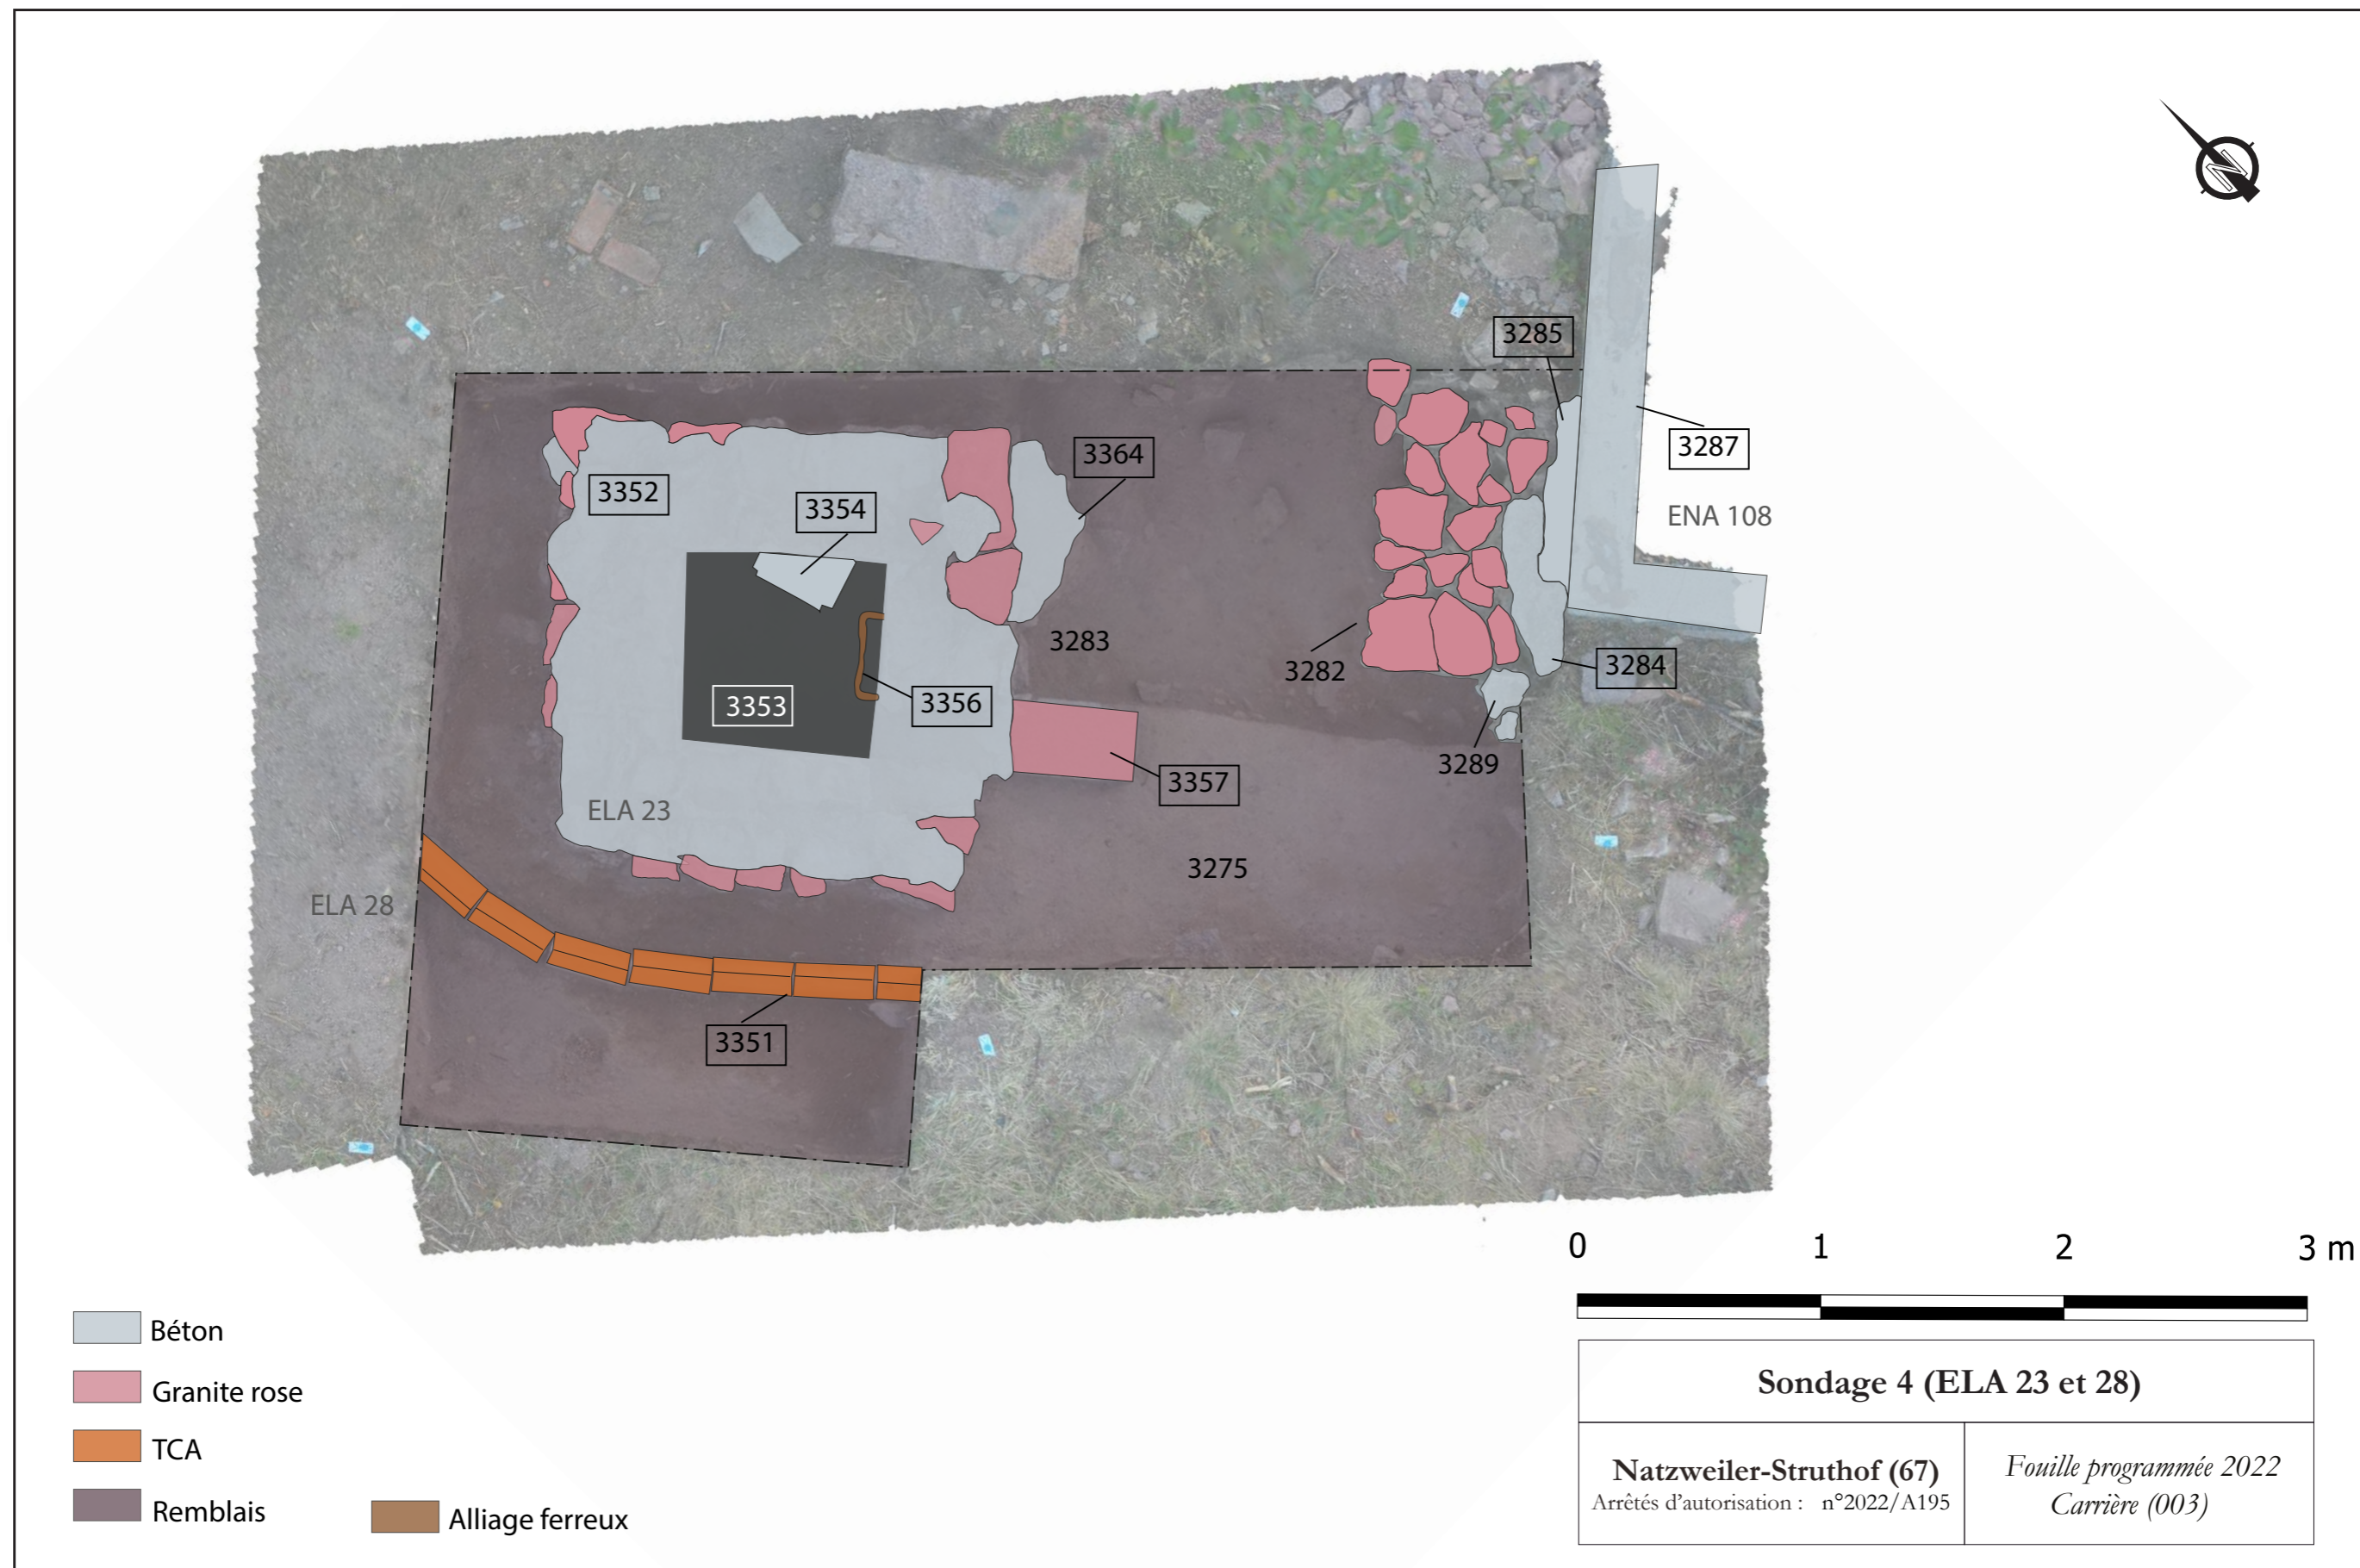 3285
3287
3364
3352
3354
ENA 108
3283
3282
3284
3353
3356
3289
3357
ELA 23
3275
ELA 28
3351
0 1 2 3 m
Béton
Granite rose
TCA
Remblais
Alliage ferreux
Sondage 4 (ELA 23 et 28)
Natzweiler-Struthof (67)
Arrêtés d'autorisation : n°2022/A195
Fouille programmée 2022
Carrière (003)
N